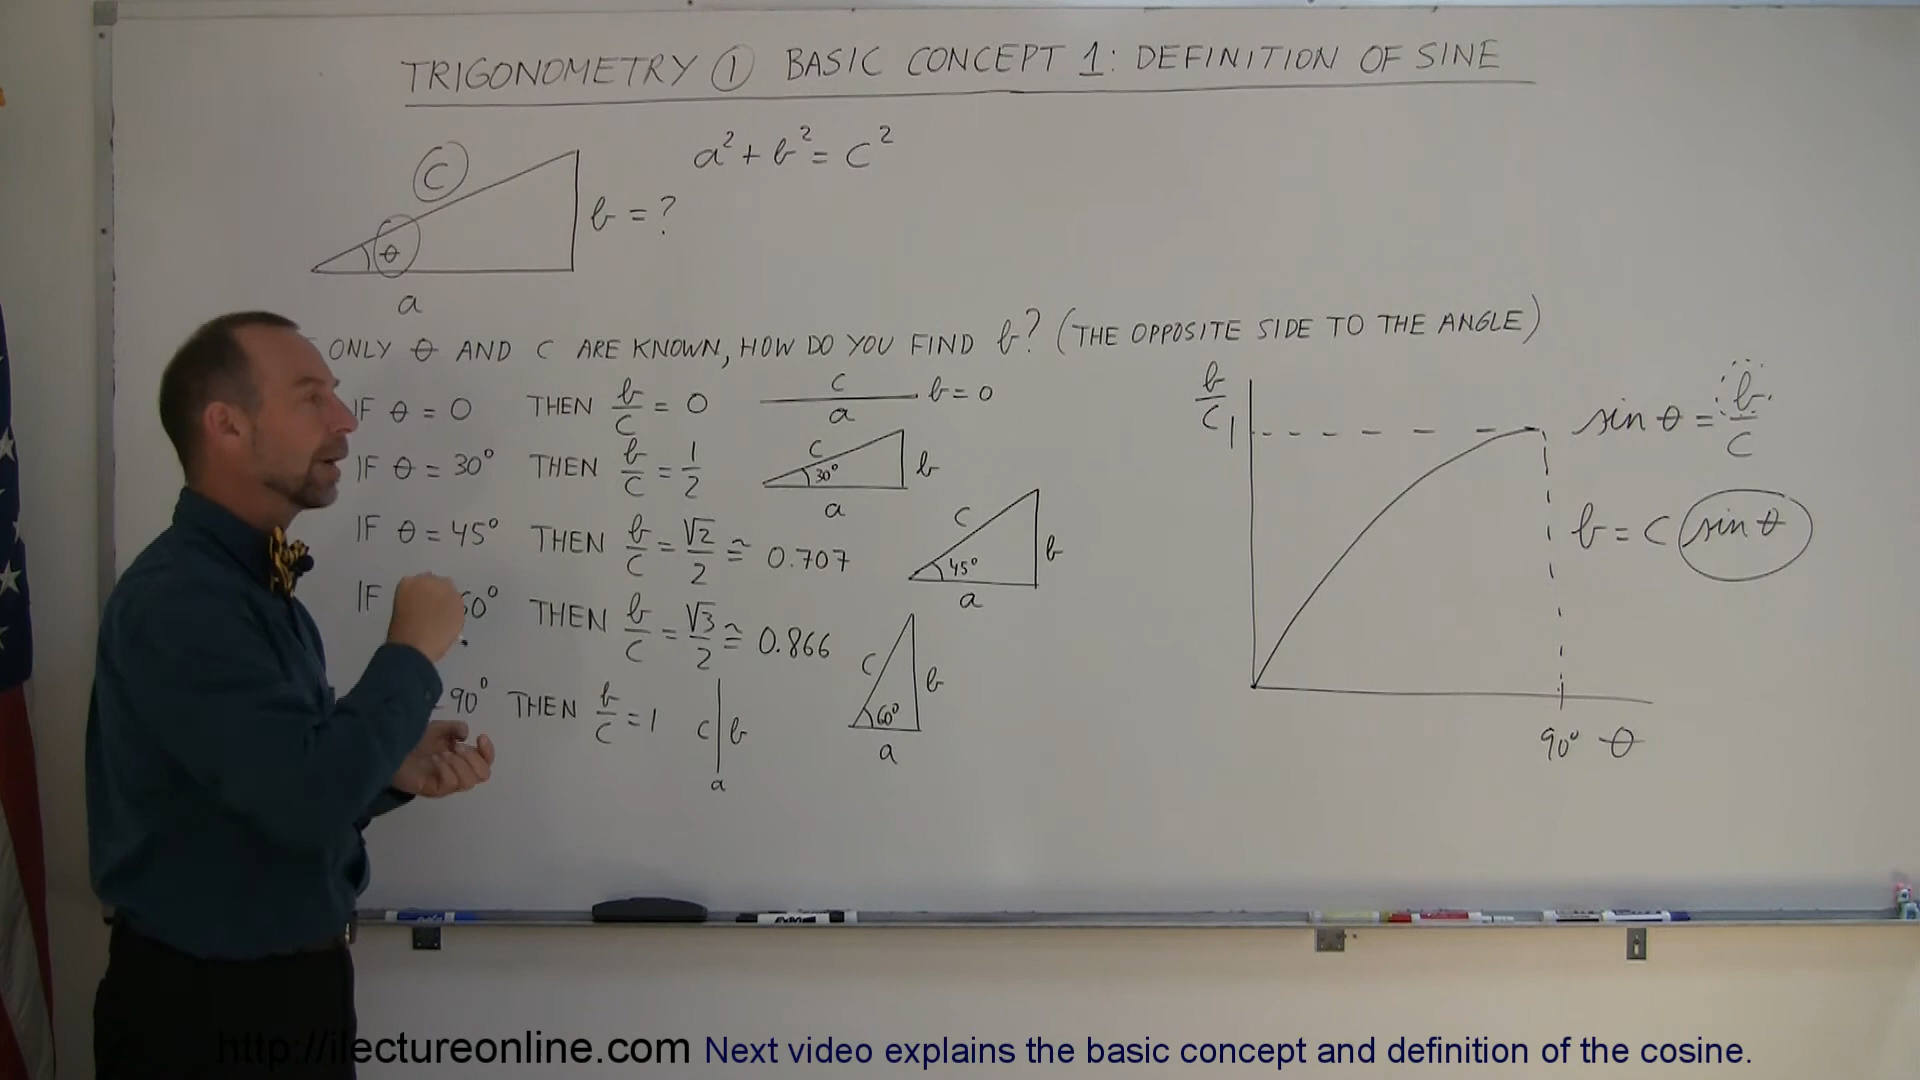 TRIGONOMETRY ① BASIC CONCEPT 1: DEFINITION OF SINE
c
a² + b² = c²
b = ?
θ
a
ONLY θ AND C ARE KNOWN, HOW DO YOU FIND b? (THE OPPOSITE SIDE TO THE ANGLE)
IF θ = 0 THEN b/c = 0
c
a
b = 0
IF θ = 30° THEN b/c = 1/2
c
30°
b
a
IF θ = 45° THEN b/c = √2/2 ≅ 0.707
c
45°
b
a
IF 60° THEN b/c = √3/2 ≅ 0.866
c
60°
b
a
= 90° THEN b/c = 1
c b
a
b/c
1
90° θ
sin θ = b/c
b = c sin θ
EXPO
http://ilectureonline.com Next video explains the basic concept and definition of the cosine.